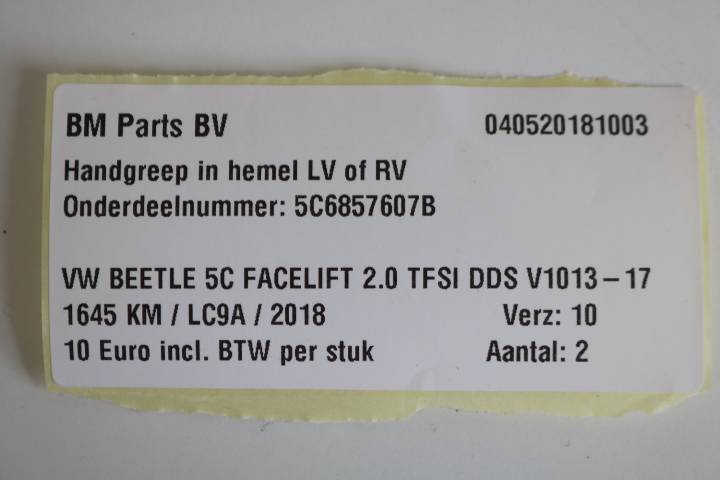 BM Parts BV 040520181003
Handgreep in hemel LV of RV
Onderdeelnummer: 5C6857607B
VW BEETLE 5C FACELIFT 2.0 TFSI DDS V1013-17
1645 KM / LC9A / 2018 Verz: 10
10 Euro incl. BTW per stuk Aantal: 2